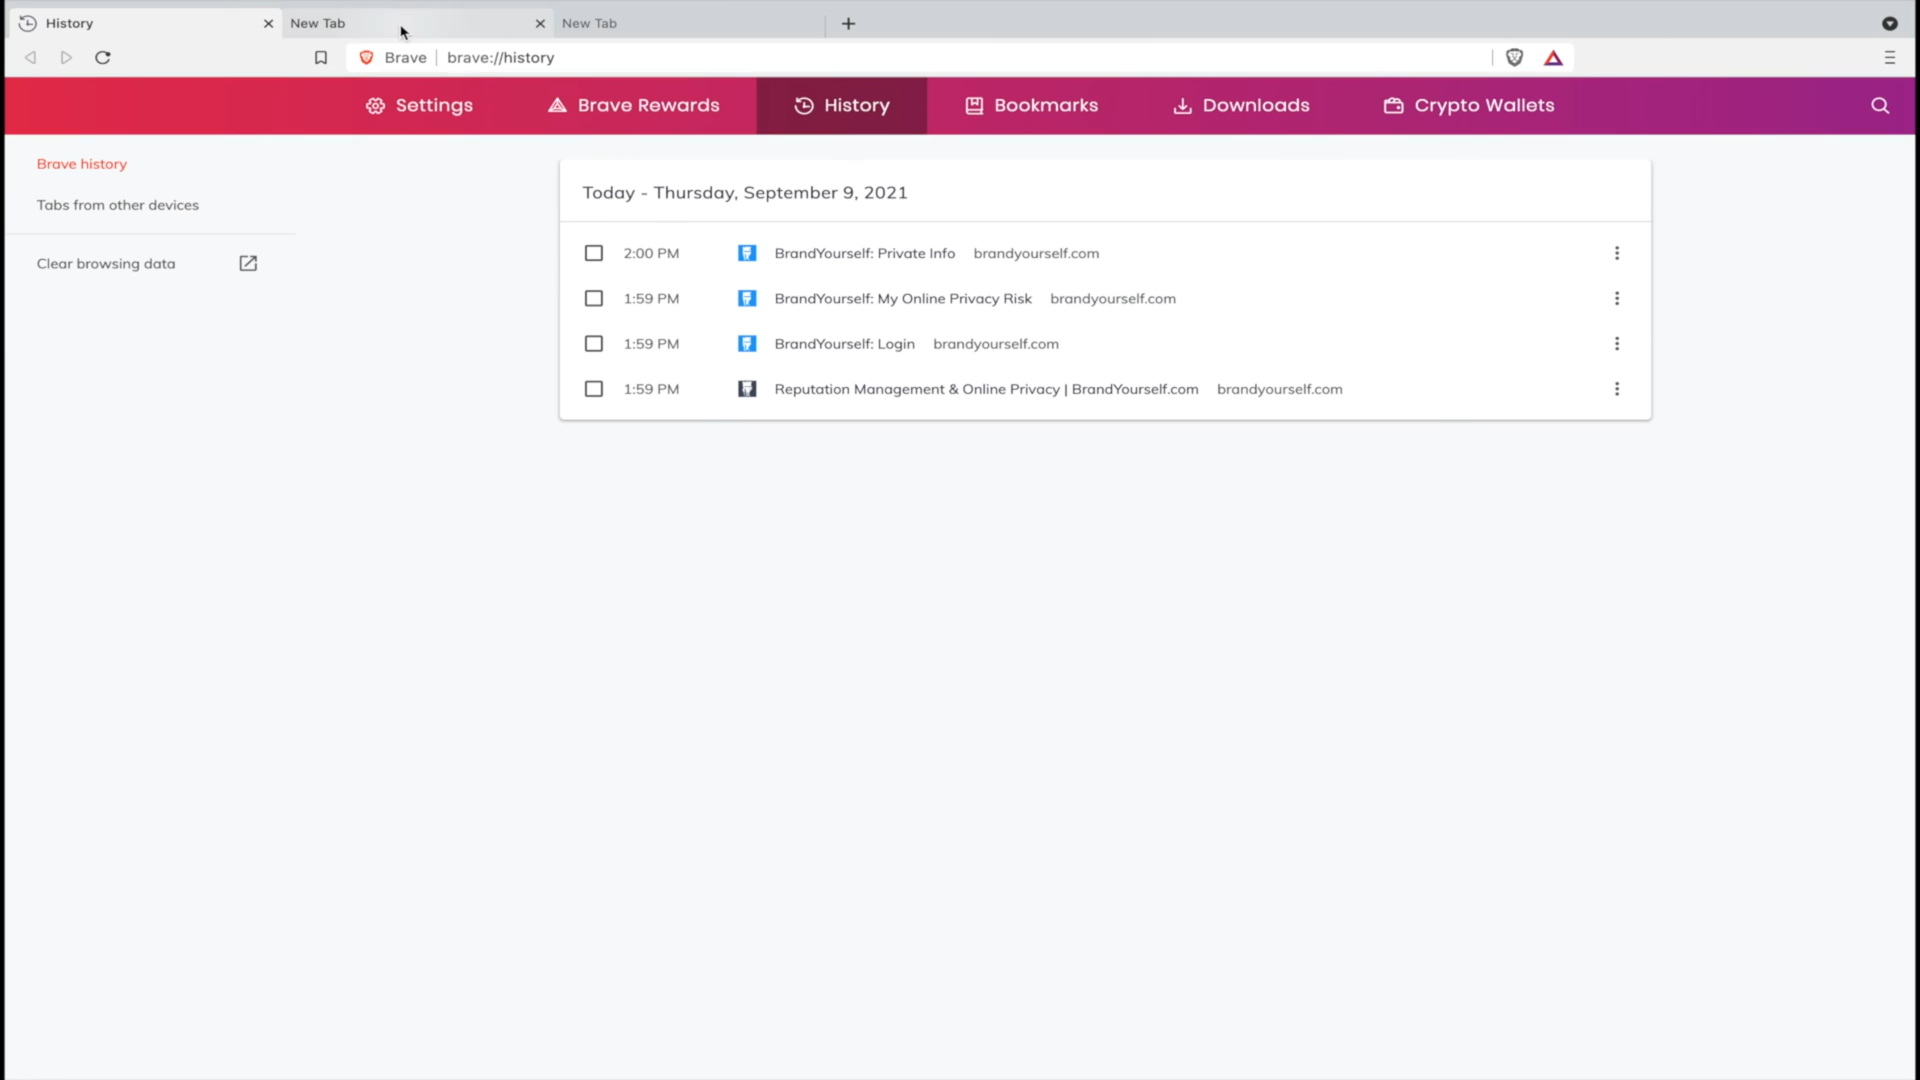 History New Tab New Tab
Brave brave://history
Settings Brave Rewards History Bookmarks Downloads Crypto Wallets
Brave history
Tabs from other devices
Clear browsing data
Today - Thursday, September 9, 2021
2:00 PM BrandYourself: Private Info brandyourself.com
1:59 PM BrandYourself: My Online Privacy Risk brandyourself.com
1:59 PM BrandYourself: Login brandyourself.com
1:59 PM Reputation Management & Online Privacy | BrandYourself.com brandyourself.com